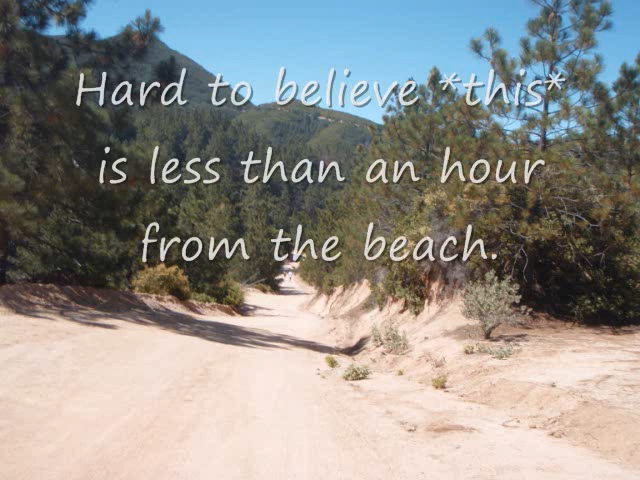 Hard to believe *this*
is less than an hour
from the beach.